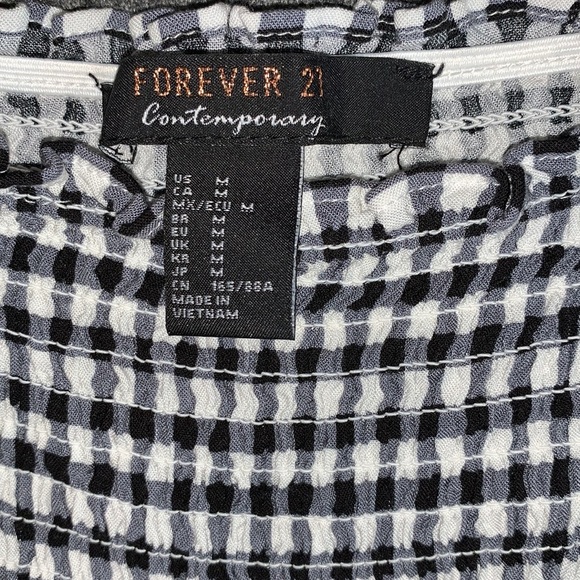 FOREVER 21
Contemporary
US M
CA M
MX/ECU M
BR M
EU M
UK M
KR M
JP M
CN 165/88A
MADE IN
VIETNAM